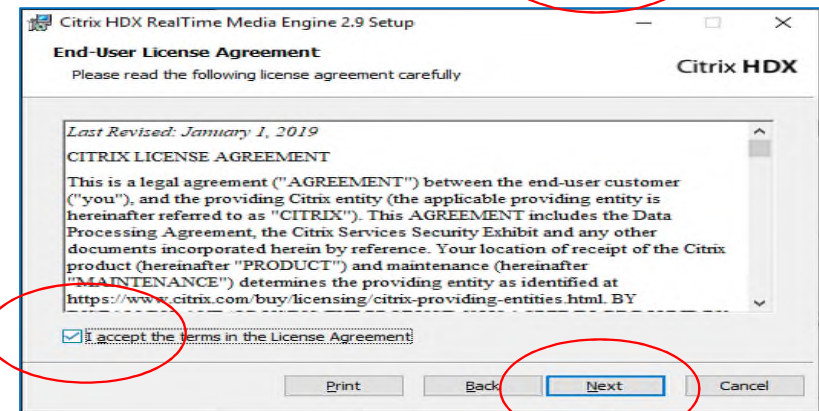 Citrix HDX RealTime Media Engine 2.9 Setup
End-User License Agreement
Please read the following license agreement carefully
Citrix HDX
Last Revised: January 1, 2019
CITRIX LICENSE AGREEMENT
This is a legal agreement ("AGREEMENT") between the end-user customer
("you"), and the providing Citrix entity (the applicable providing entity is
hereinafter referred to as "CITRIX"). This AGREEMENT includes the Data
Processing Agreement, the Citrix Services Security Exhibit and any other
documents incorporated herein by reference. Your location of receipt of the Citrix
product (hereinafter "PRODUCT") and maintenance (hereinafter
"MAINTENANCE") determines the providing entity as identified at
https://www.citrix.com/buy/licensing/citrix-providing-entities.html. BY
I accept the terms in the License Agreement
Print
Back
Next
Cancel